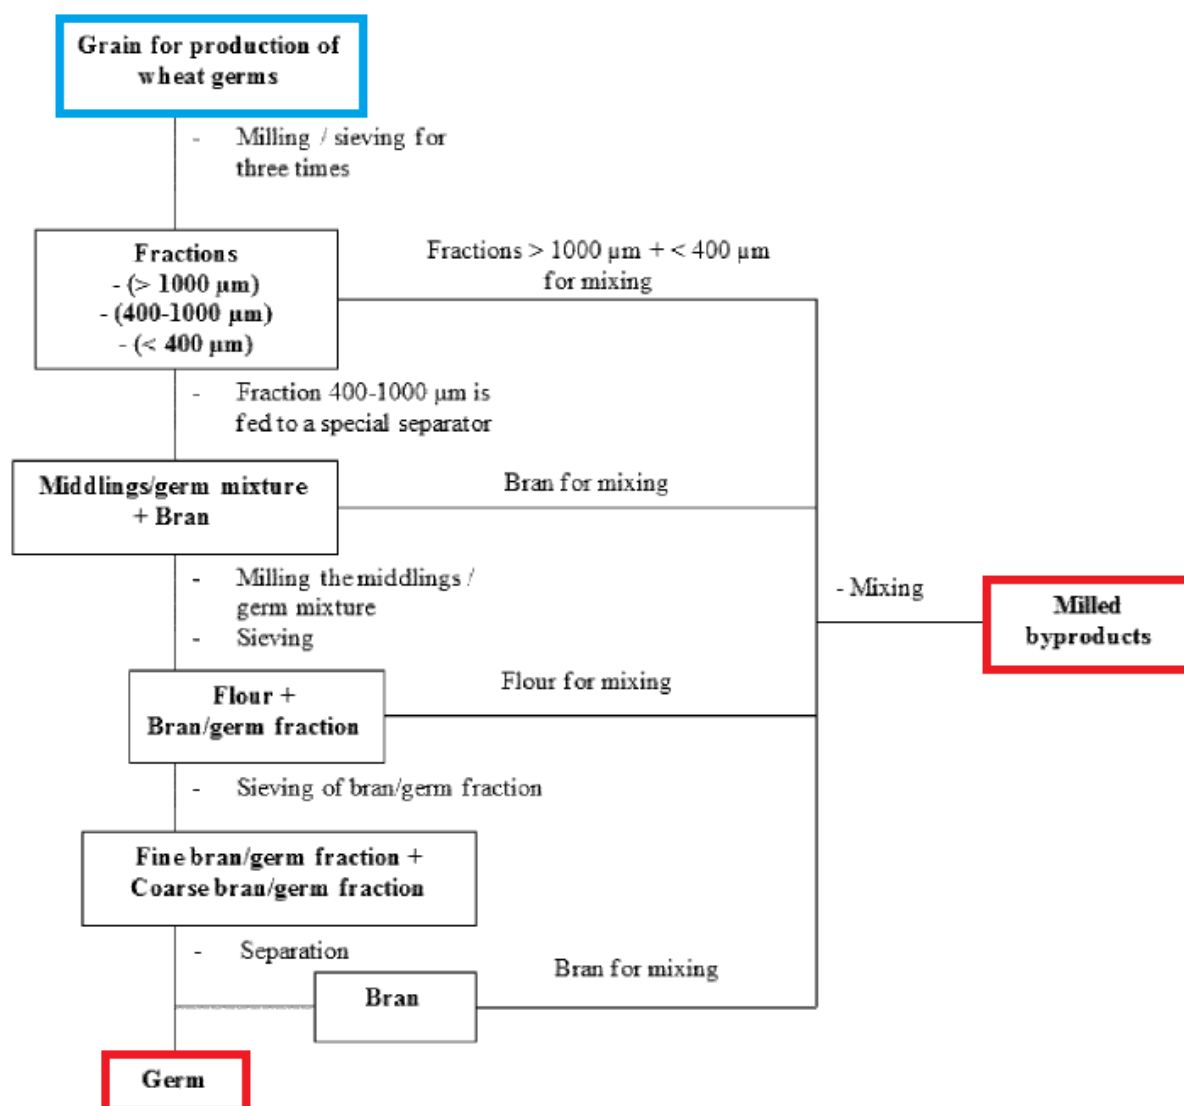 Grain for production of
wheat germs
- Milling / sieving for
three times
Fractions
- (> 1000 µm)
- (400-1000 µm)
- (< 400 µm)
Fractions > 1000 µm + < 400 µm
for mixing
- Fraction 400-1000 µm is
fed to a special separator
Middlings/germ mixture
+ Bran
Bran for mixing
- Milling the middlings /
germ mixture
- Sieving
- Mixing
Milled
byproducts
Flour +
Bran/germ fraction
Flour for mixing
- Sieving of bran/germ fraction
Fine bran/germ fraction +
Coarse bran/germ fraction
- Separation
Bran
Bran for mixing
Germ